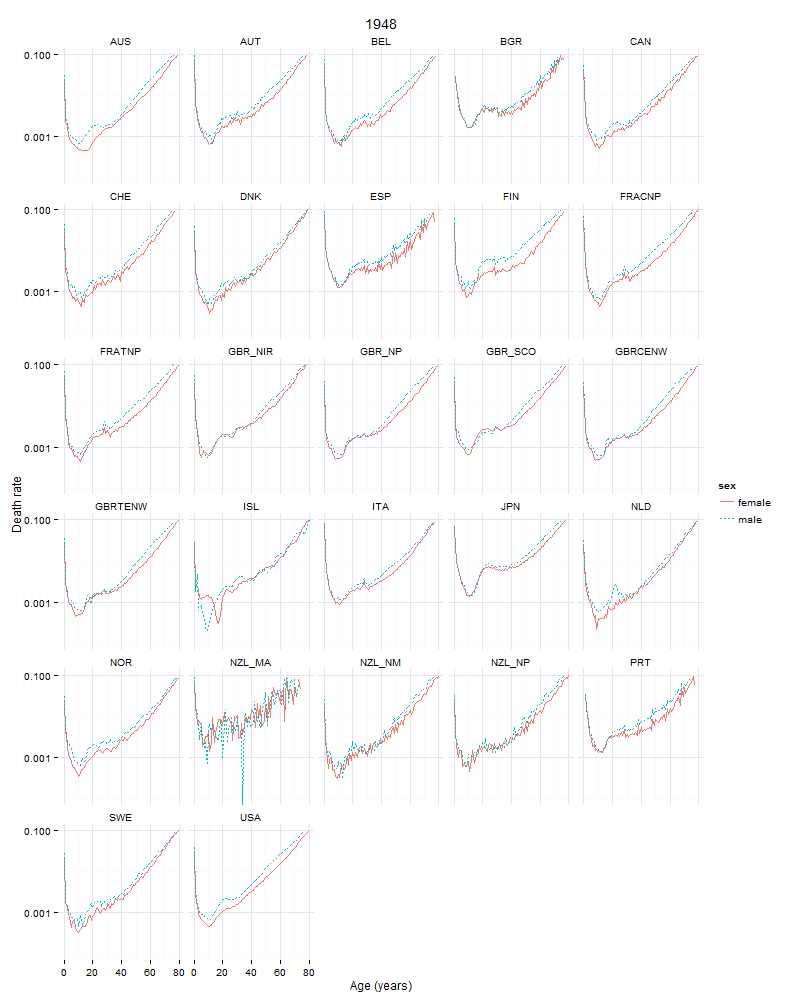 1948
AUS AUT BEL BGR CAN
0.100
0.001
CHE DNK ESP FIN FRACNP
0.100
0.001
FRATNP GBR_NIR GBR_NP GBR_SCO GBRCENW
0.100
0.001
Death rate
sex
female
male
GBRTENW ISL ITA JPN NLD
0.100
0.001
NOR NZL_MA NZL_NM NZL_NP PRT
0.100
0.001
SWE USA
0.100
0.001
0 20 40 60 80 0 20 40 60 80
Age (years)